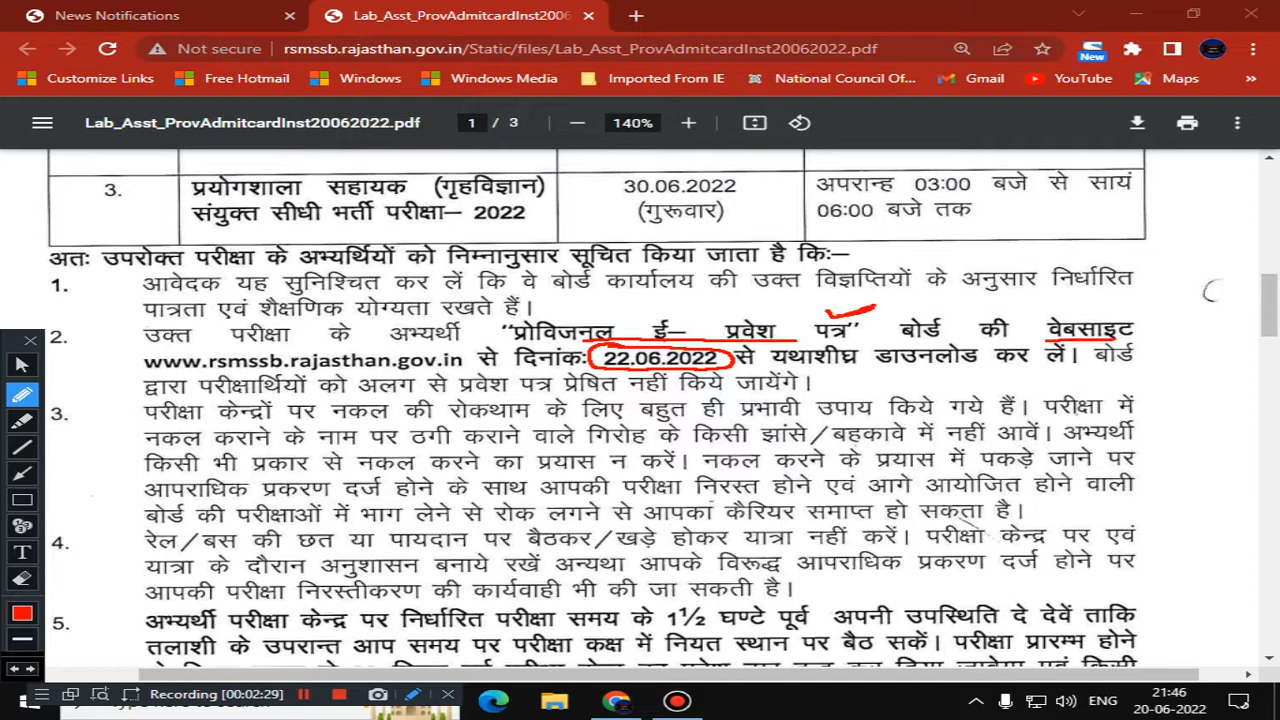 News Notifications
Lab_Asst_ProvAdmitcardInst2006
Not secure
rsmssb.rajasthan.gov.in/Static/files/Lab_Asst_ProvAdmitcardInst20062022.pdf
New
Customize Links Free Hotmail Windows Windows Media Imported From IE National Council Of... Gmail YouTube Maps »
Lab_Asst_ProvAdmitcardInst20062022.pdf 1 / 3 140%
3. प्रयोगशाला सहायक (गृहविज्ञान) 30.06.2022 अपरान्ह 03:00 बजे से सायं
संयुक्त सीधी भर्ती परीक्षा– 2022 (गुरूवार) 06:00 बजे तक
अतः उपरोक्त परीक्षा के अभ्यर्थियों को निम्नानुसार सूचित किया जाता है किः–
1. आवेदक यह सुनिश्चित कर लें कि वे बोर्ड कार्यालय की उक्त विज्ञप्तियों के अनुसार निर्धारित
पात्रता एवं शैक्षणिक योग्यता रखते हैं।
2. उक्त परीक्षा के अभ्यर्थी "प्रोविजनल ई– प्रवेश पत्र" बोर्ड की वेबसाइट
www.rsmssb.rajasthan.gov.in से दिनांकः 22.06.2022 से यथाशीघ्र डाउनलोड कर लें। बोर्ड
द्वारा परीक्षार्थियों को अलग से प्रवेश पत्र प्रेषित नहीं किये जायेंगे।
3. परीक्षा केन्द्रों पर नकल की रोकथाम के लिए बहुत ही प्रभावी उपाय किये गये हैं। परीक्षा में
नकल कराने के नाम पर ठगी कराने वाले गिरोह के किसी झांसे/बहकावे में नहीं आवें। अभ्यर्थी
किसी भी प्रकार से नकल करने का प्रयास न करें। नकल करने के प्रयास में पकड़े जाने पर
आपराधिक प्रकरण दर्ज होने के साथ आपकी परीक्षा निरस्त होने एवं आगे आयोजित होने वाली
बोर्ड की परीक्षाओं में भाग लेने से रोक लगने से आपका कैरियर समाप्त हो सकता है।
4. रेल/बस की छत या पायदान पर बैठकर/खड़े होकर यात्रा नहीं करें। परीक्षा केन्द्र पर एवं
यात्रा के दौरान अनुशासन बनाये रखें अन्यथा आपके विरूद्ध आपराधिक प्रकरण दर्ज होने पर
आपकी परीक्षा निरस्तीकरण की कार्यवाही भी की जा सकती है।
5. अभ्यर्थी परीक्षा केन्द्र पर निर्धारित परीक्षा समय के 1½ घण्टे पूर्व अपनी उपस्थिति दे देवें ताकि
तलाशी के उपरान्त आप समय पर परीक्षा कक्ष में नियत स्थान पर बैठ सकें। परीक्षा प्रारम्भ होने
Recording [00:02:29]
ENG
21:46
20-06-2022